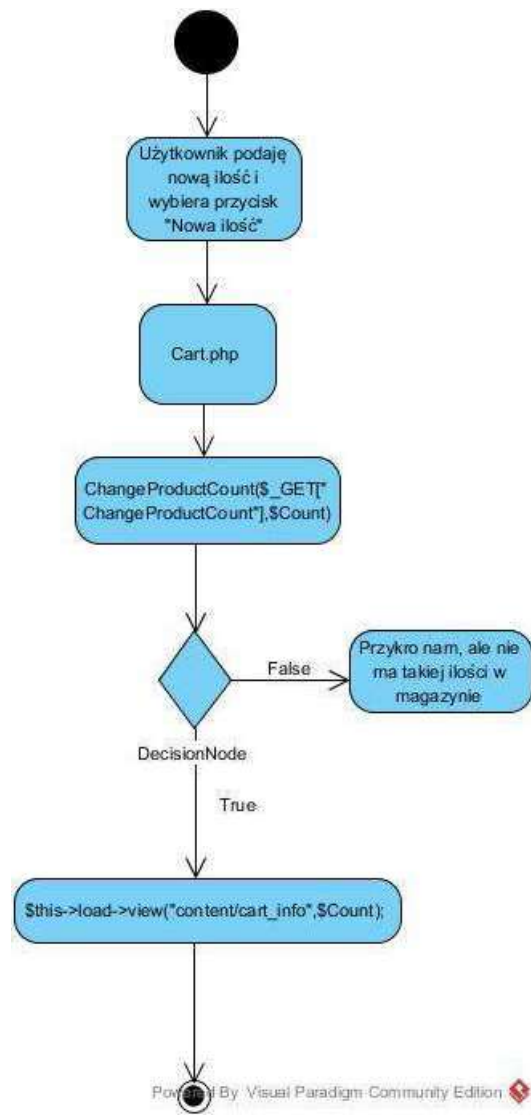 Użytkownik podaję
nową ilość i
wybiera przycisk
"Nowa ilość"
Cart.php
ChangeProductCount($_GET["
ChangeProductCount"],$Count)
False
Przykro nam, ale nie
ma takiej ilości w
magazynie
DecisionNode
True
$this->load->view("content/cart_info",$Count);
Powered By Visual Paradigm Community Edition